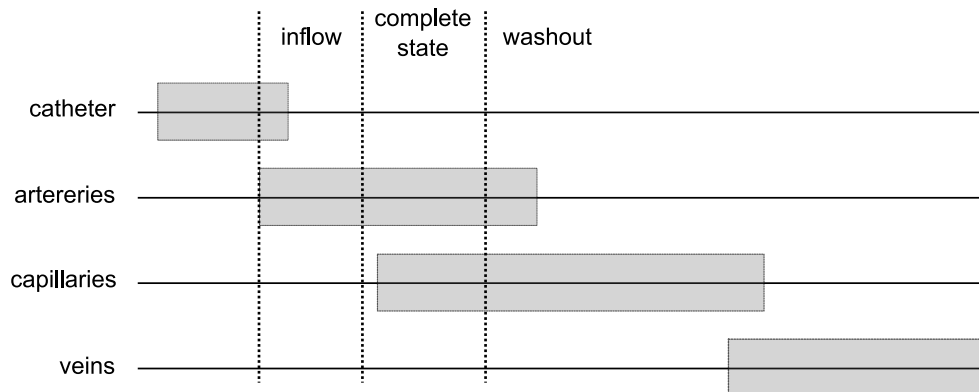 complete
inflow
state
washout
catheter
artereries
capillaries
veins